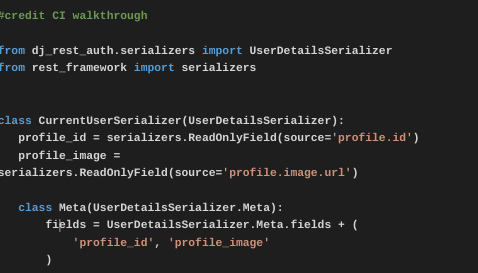 #credit CI walkthrough
from dj_rest_auth.serializers import UserDetailsSerializer
from rest_framework import serializers
class CurrentUserSerializer(UserDetailsSerializer):
profile_id = serializers.ReadOnlyField(source='profile.id')
profile_image =
serializers.ReadOnlyField(source='profile.image.url')
class Meta(UserDetailsSerializer.Meta):
fields = UserDetailsSerializer.Meta.fields + (
'profile_id', 'profile_image'
)